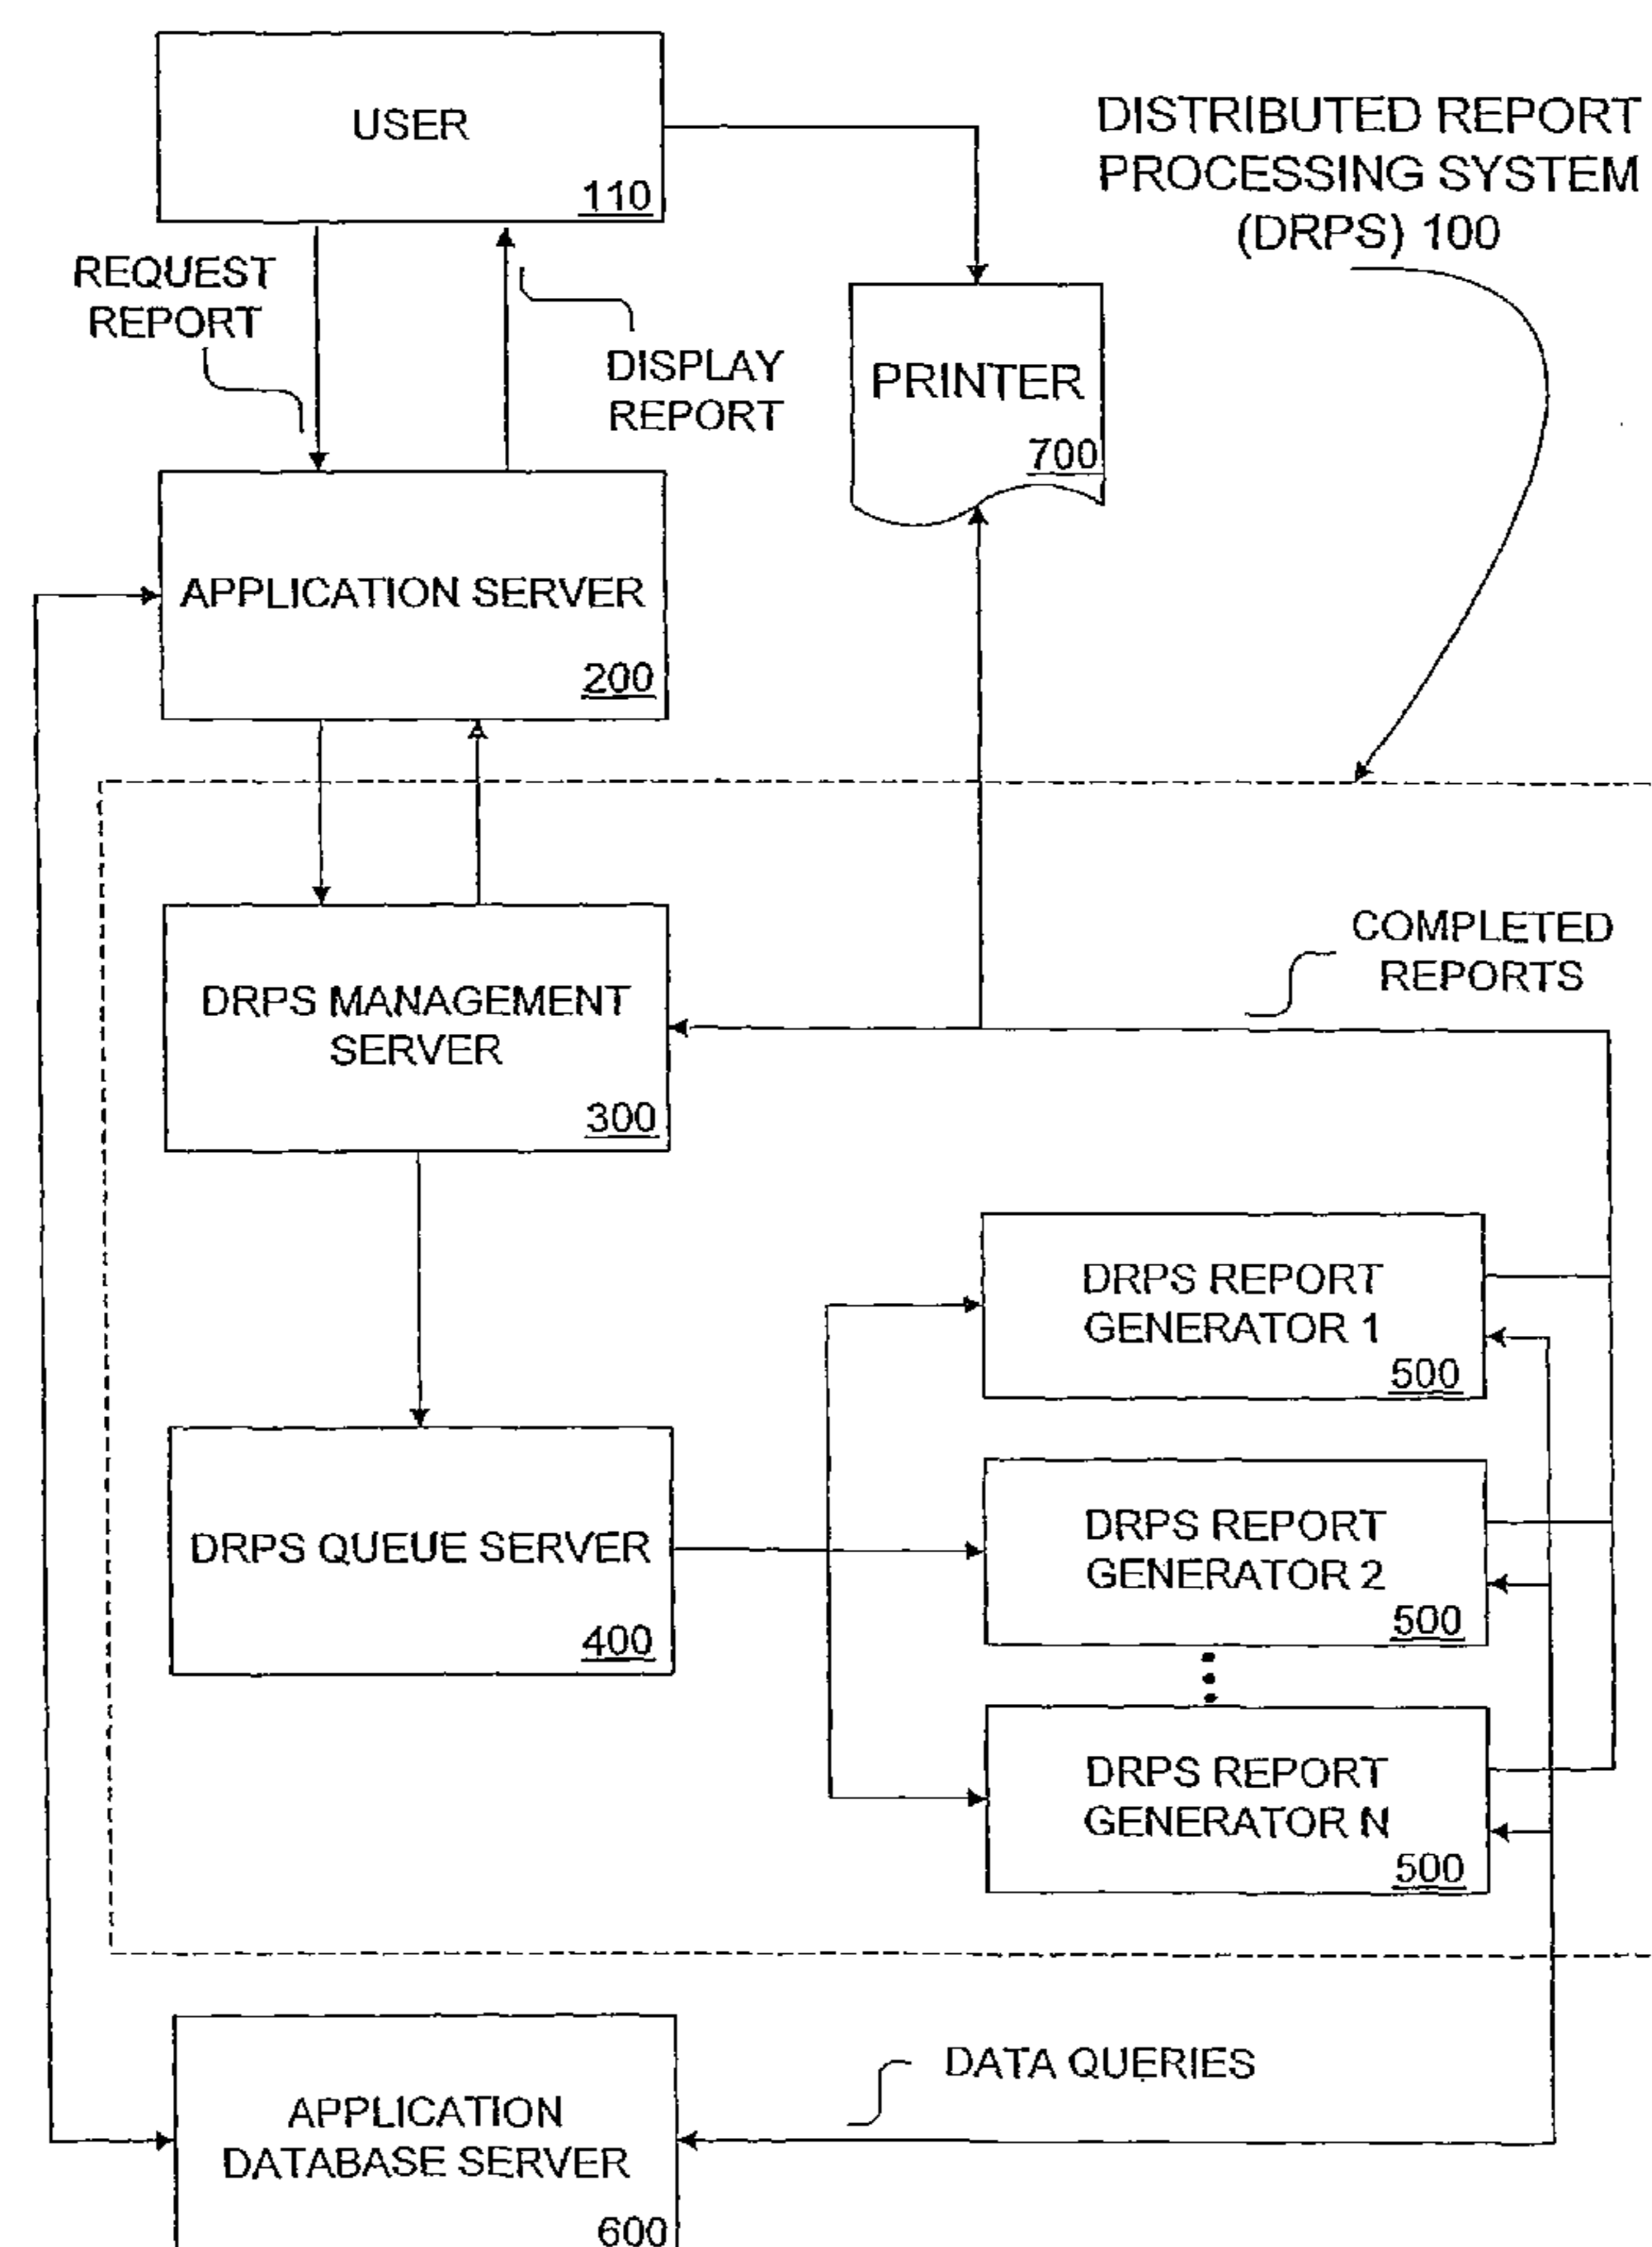 USER
110
DISTRIBUTED REPORT
PROCESSING SYSTEM
(DRPS) 100
REQUEST
REPORT
DISPLAY
REPORT
PRINTER
700
APPLICATION SERVER
200
COMPLETED
REPORTS
DRPS MANAGEMENT
SERVER
300
DRPS REPORT
GENERATOR 1
500
DRPS QUEUE SERVER
400
DRPS REPORT
GENERATOR 2
500
DRPS REPORT
GENERATOR N
500
DATA QUERIES
APPLICATION
DATABASE SERVER
600